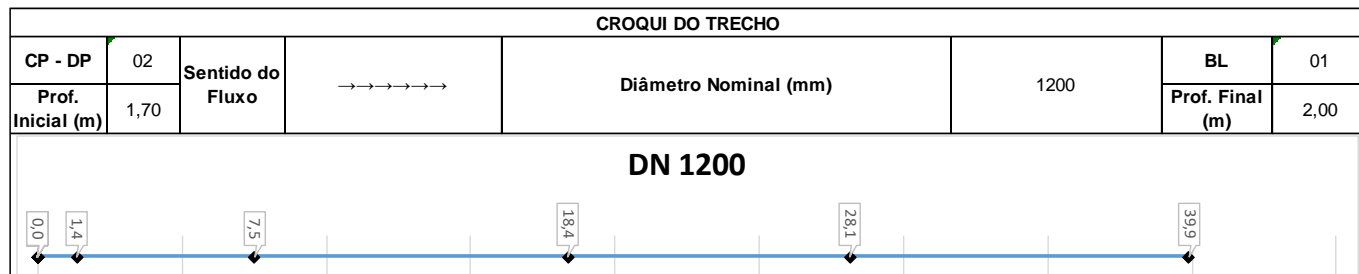 CROQUI DO TRECHO
CP - DP
02
Sentido do
Fluxo
→→→→→→
Diâmetro Nominal (mm)
1200
BL
01
Prof.
Inicial (m)
1,70
Prof. Final
(m)
2,00
DN 1200
0,0
1,4
7,5
18,4
28,1
39,9